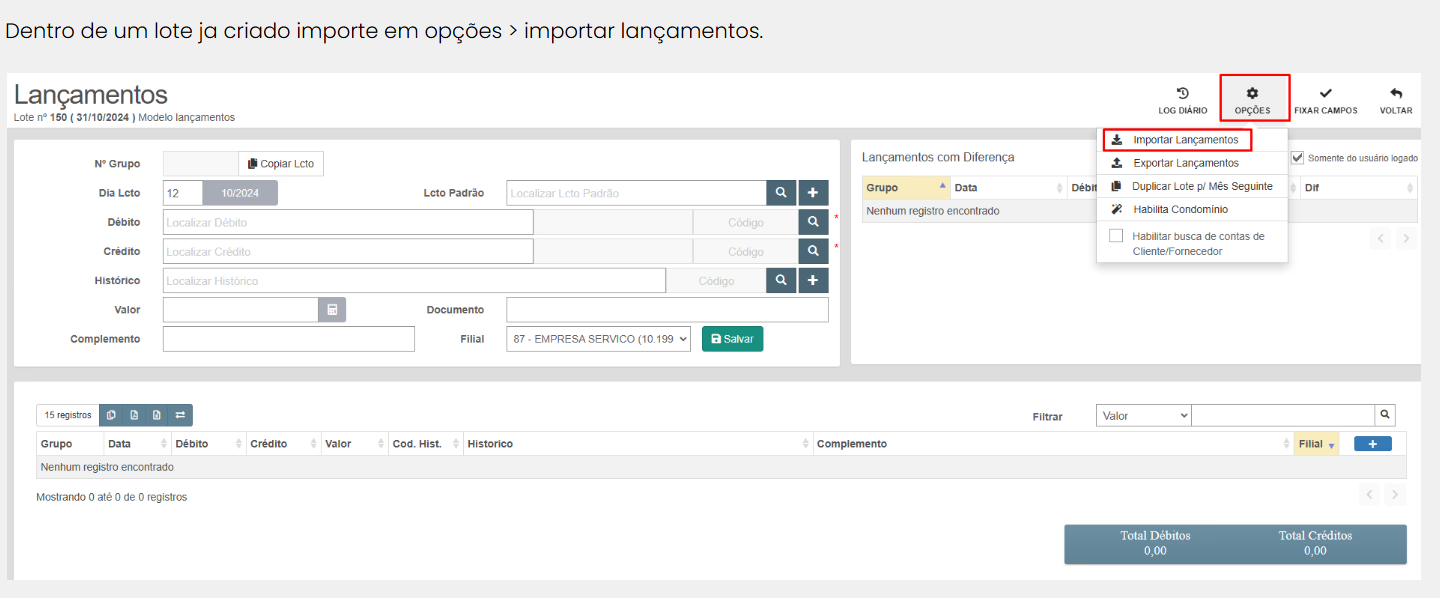 Dentro de um lote ja criado importe em opções > importar lançamentos.
Lançamentos
Lote nº 150 ( 31/10/2024 ) Modelo lançamentos
LOG DIÁRIO
OPÇÕES
FIXAR CAMPOS
VOLTAR
Importar Lançamentos
Exportar Lançamentos
Duplicar Lote p/ Mês Seguinte
Habilita Condomínio
Habilitar busca de contas de
Cliente/Fornecedor
Nº Grupo
Copiar Lcto
Dia Lcto
12
10/2024
Lcto Padrão
Localizar Lcto Padrão
Débito
Localizar Débito
Código
*
Crédito
Localizar Crédito
Código
*
Histórico
Localizar Histórico
Código
Valor
Documento
Complemento
Filial
87 - EMPRESA SERVICO (10.199
Salvar
Lançamentos com Diferença
Somente do usuário logado
Grupo
Data
Débit
Dif
Nenhum registro encontrado
15 registros
Filtrar
Valor
Grupo
Data
Débito
Crédito
Valor
Cod. Hist.
Historico
Complemento
Filial
Nenhum registro encontrado
Mostrando 0 até 0 de 0 registros
Total Débitos
0,00
Total Créditos
0,00